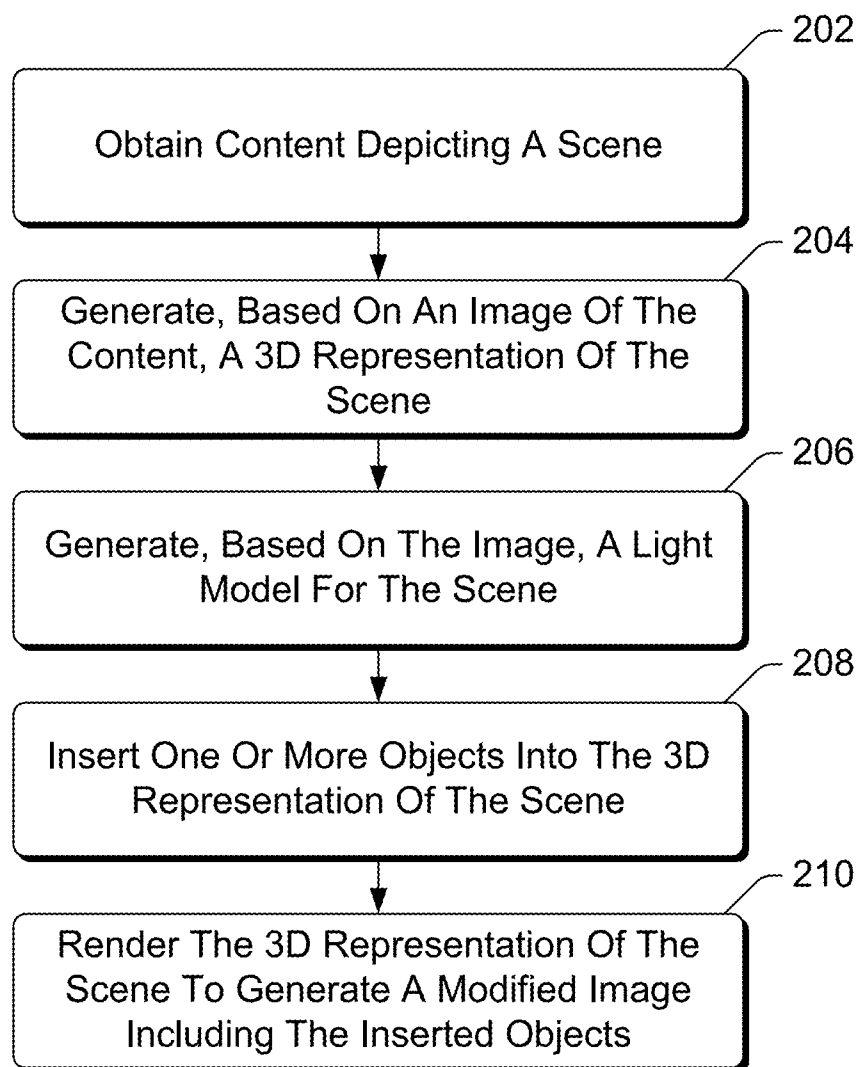 202
Obtain Content Depicting A Scene
204
Generate, Based On An Image Of The
Content, A 3D Representation Of The
Scene
206
Generate, Based On The Image, A Light
Model For The Scene
208
Insert One Or More Objects Into The 3D
Representation Of The Scene
210
Render The 3D Representation Of The
Scene To Generate A Modified Image
Including The Inserted Objects